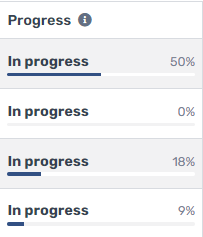 Progress
In progress 50%
In progress 0%
In progress 18%
In progress 9%